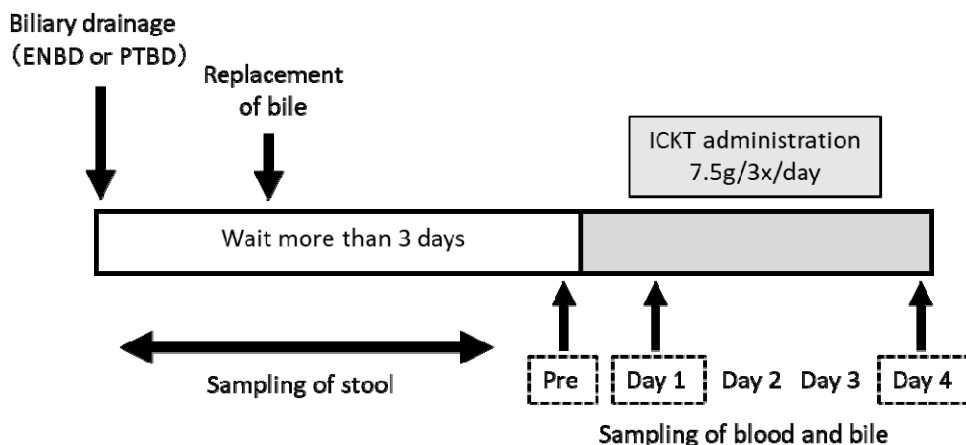 Biliary drainage
(ENBD or PTBD)
Replacement
of bile
ICKT administration
7.5g/3x/day
Wait more than 3 days
Sampling of stool
Pre
Day 1
Day 2
Day 3
Day 4
Sampling of blood and bile